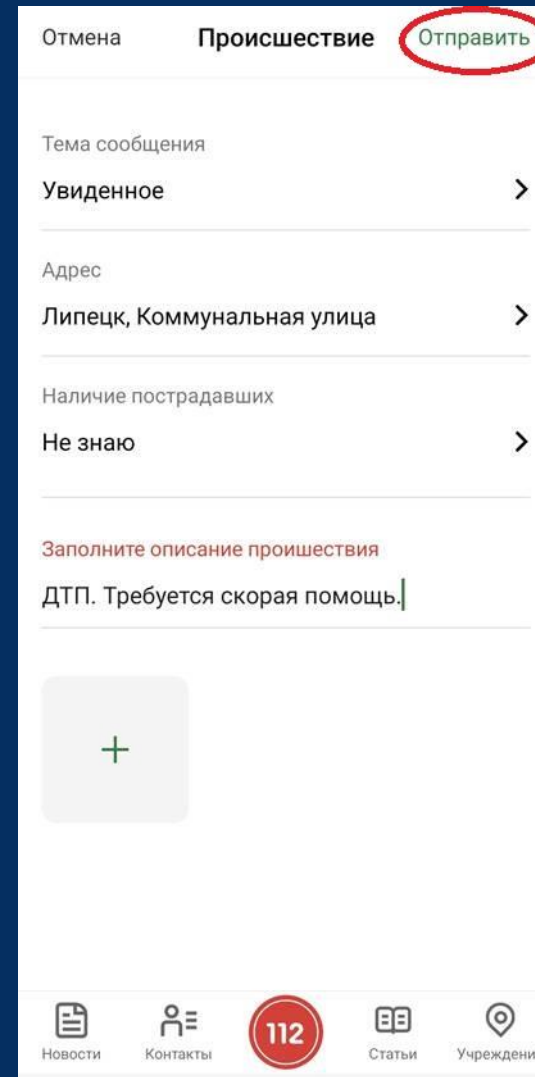 Отмена Происшествие Отправить
Тема сообщения
Увиденное
Адрес
Липецк, Коммунальная улица
Наличие пострадавших
Не знаю
Заполните описание проишествия
ДТП. Требуется скорая помощь.
112
Новости Контакты Статьи Учреждени